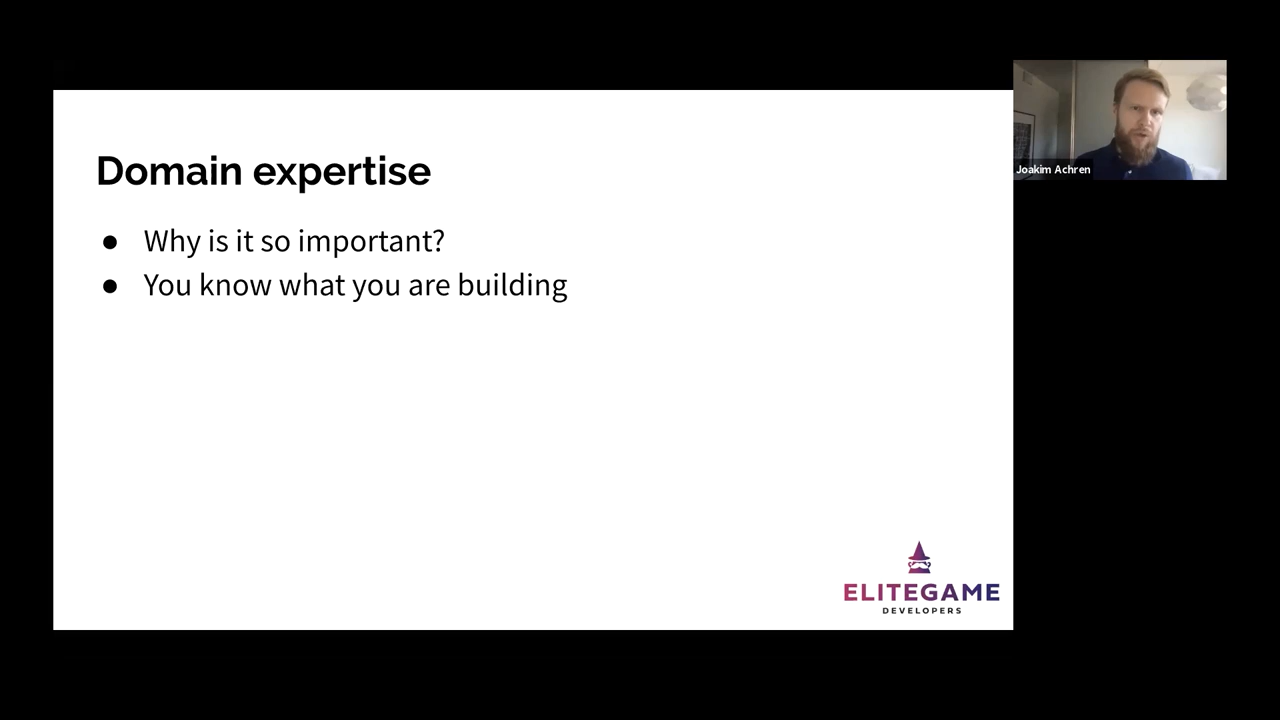 Domain expertise
● Why is it so important?
● You know what you are building
ELITEGAME
DEVELOPERS
Joakim Achren